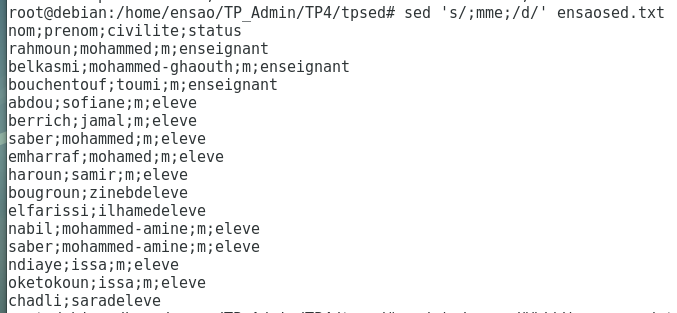 root@debian:/home/ensao/TP_Admin/TP4/tpsed# sed 's/;mme;/d/' ensaosed.txt
nom;prenom;civilite;status
rahmoun;mohammed;m;enseignant
belkasmi;mohammed-ghaouth;m;enseignant
bouchentouf;toumi;m;enseignant
abdou;sofiane;m;eleve
berrich;jamal;m;eleve
saber;mohammed;m;eleve
emharraf;mohamed;m;eleve
haroun;samir;m;eleve
bougroun;zinebdeleve
elfarissi;ilhamedeleve
nabil;mohammed-amine;m;eleve
saber;mohammed-amine;m;eleve
ndiaye;issa;m;eleve
oketokoun;issa;m;eleve
chadli;saradeleve